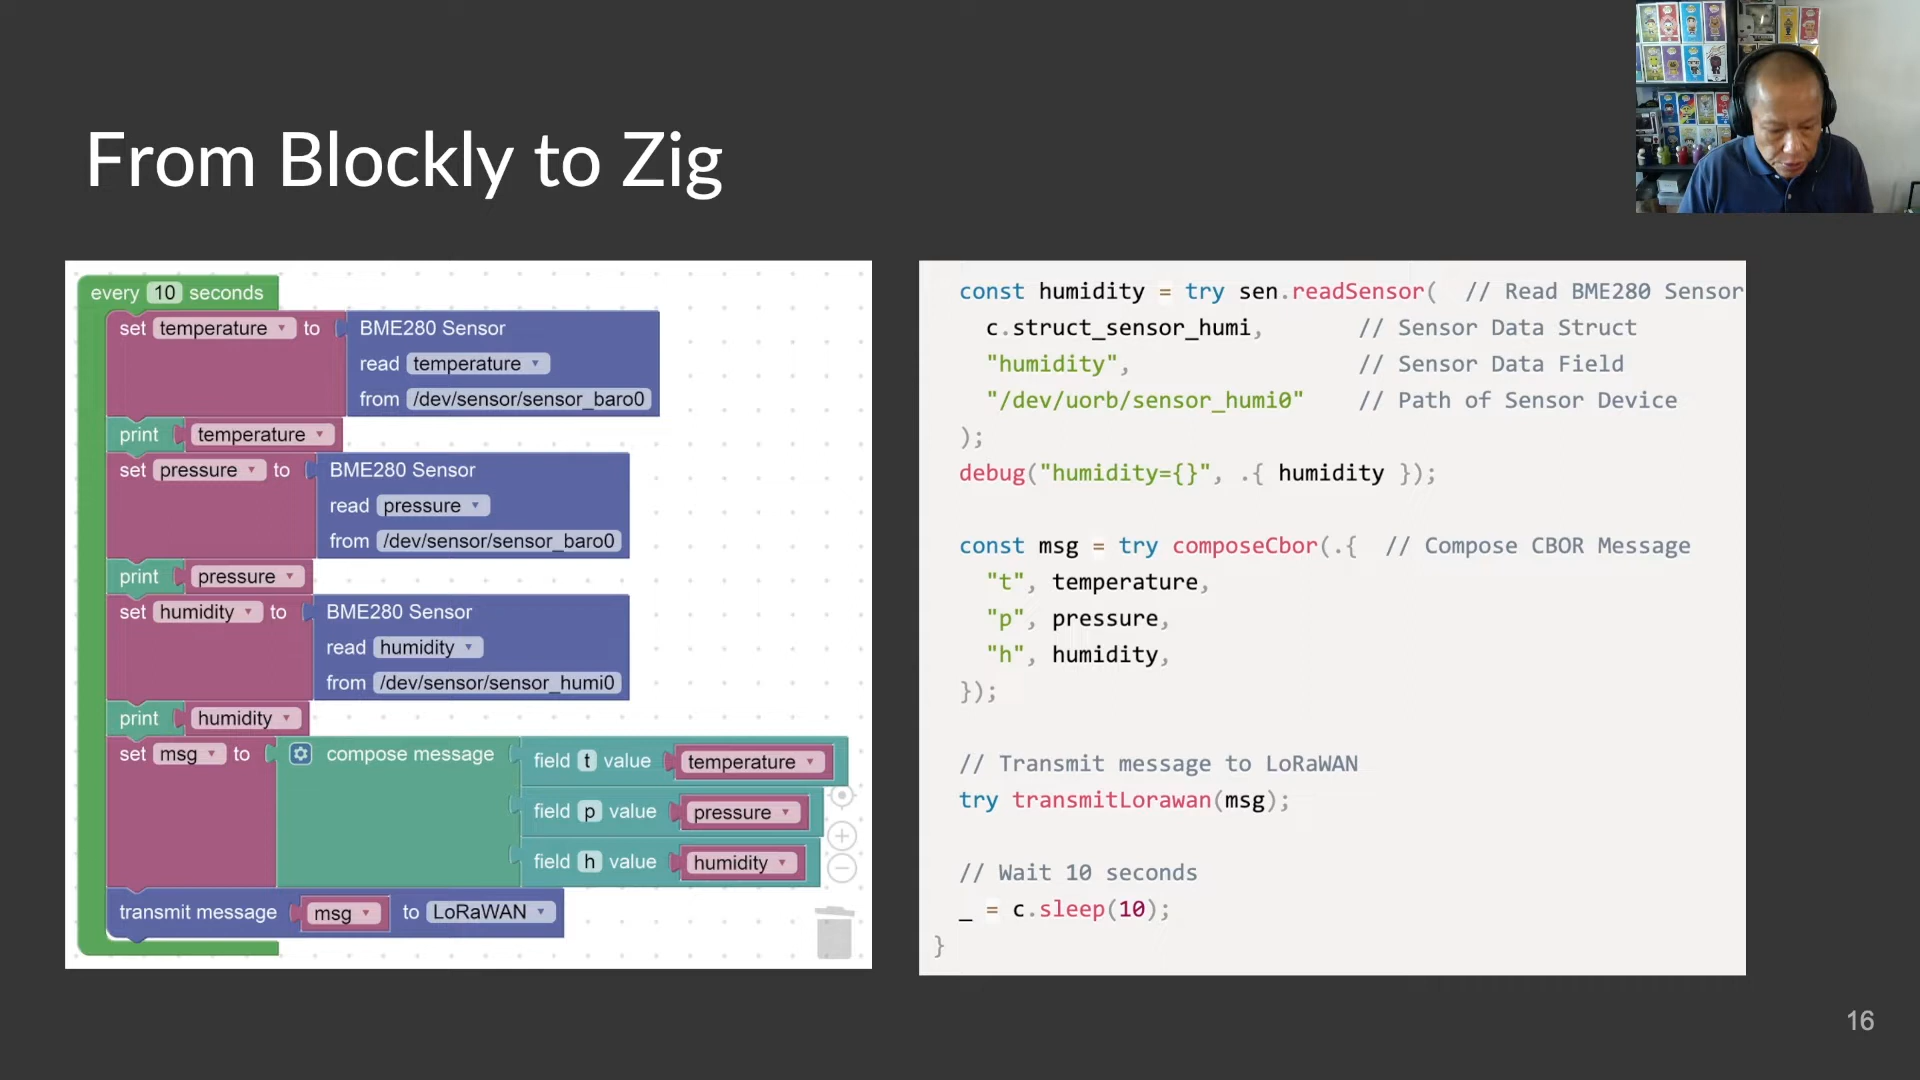 From Blockly to Zig
every 10 seconds
set temperature to BME280 Sensor
read temperature
from /dev/sensor/sensor_baro0
print temperature
set pressure to BME280 Sensor
read pressure
from /dev/sensor/sensor_baro0
print pressure
set humidity to BME280 Sensor
read humidity
from /dev/sensor/sensor_humi0
print humidity
set msg to compose message field t value temperature
field p value pressure
field h value humidity
transmit message msg to LoRaWAN
const humidity = try sen.readSensor( // Read BME280 Sensor
c.struct_sensor_humi, // Sensor Data Struct
"humidity", // Sensor Data Field
"/dev/uorb/sensor_humi0" // Path of Sensor Device
);
debug("humidity={}", .{ humidity });
const msg = try composeCbor(.{ // Compose CBOR Message
"t", temperature,
"p", pressure,
"h", humidity,
});
// Transmit message to LoRaWAN
try transmitLorawan(msg);
// Wait 10 seconds
_ = c.sleep(10);
}
16